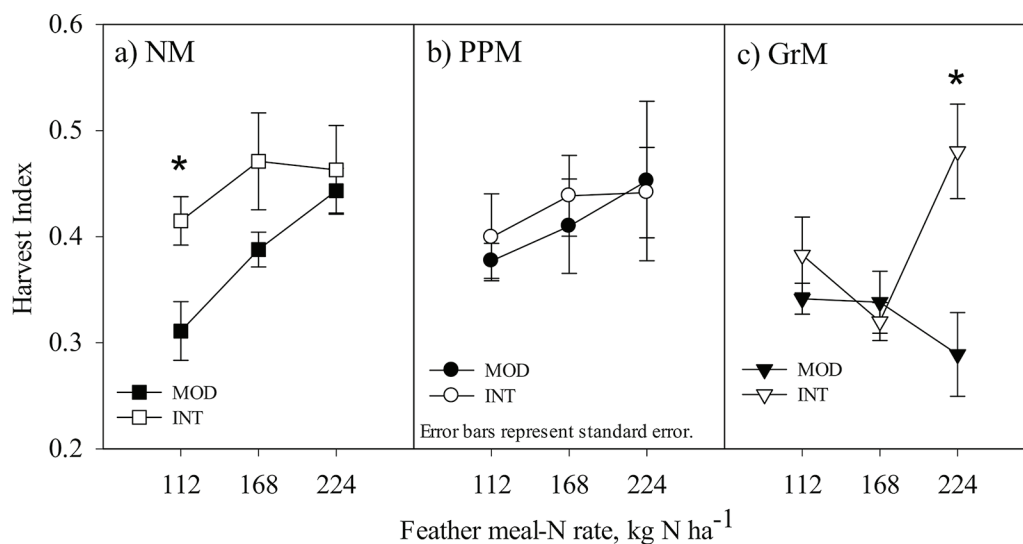 a) NM
b) PPM
c) GrM
0.6
0.5
0.4
0.3
0.2
Harvest Index
*
*
MOD
INT
MOD
INT
MOD
INT
Error bars represent standard error.
112 168 224
112 168 224
112 168 224
Feather meal-N rate, kg N ha-1